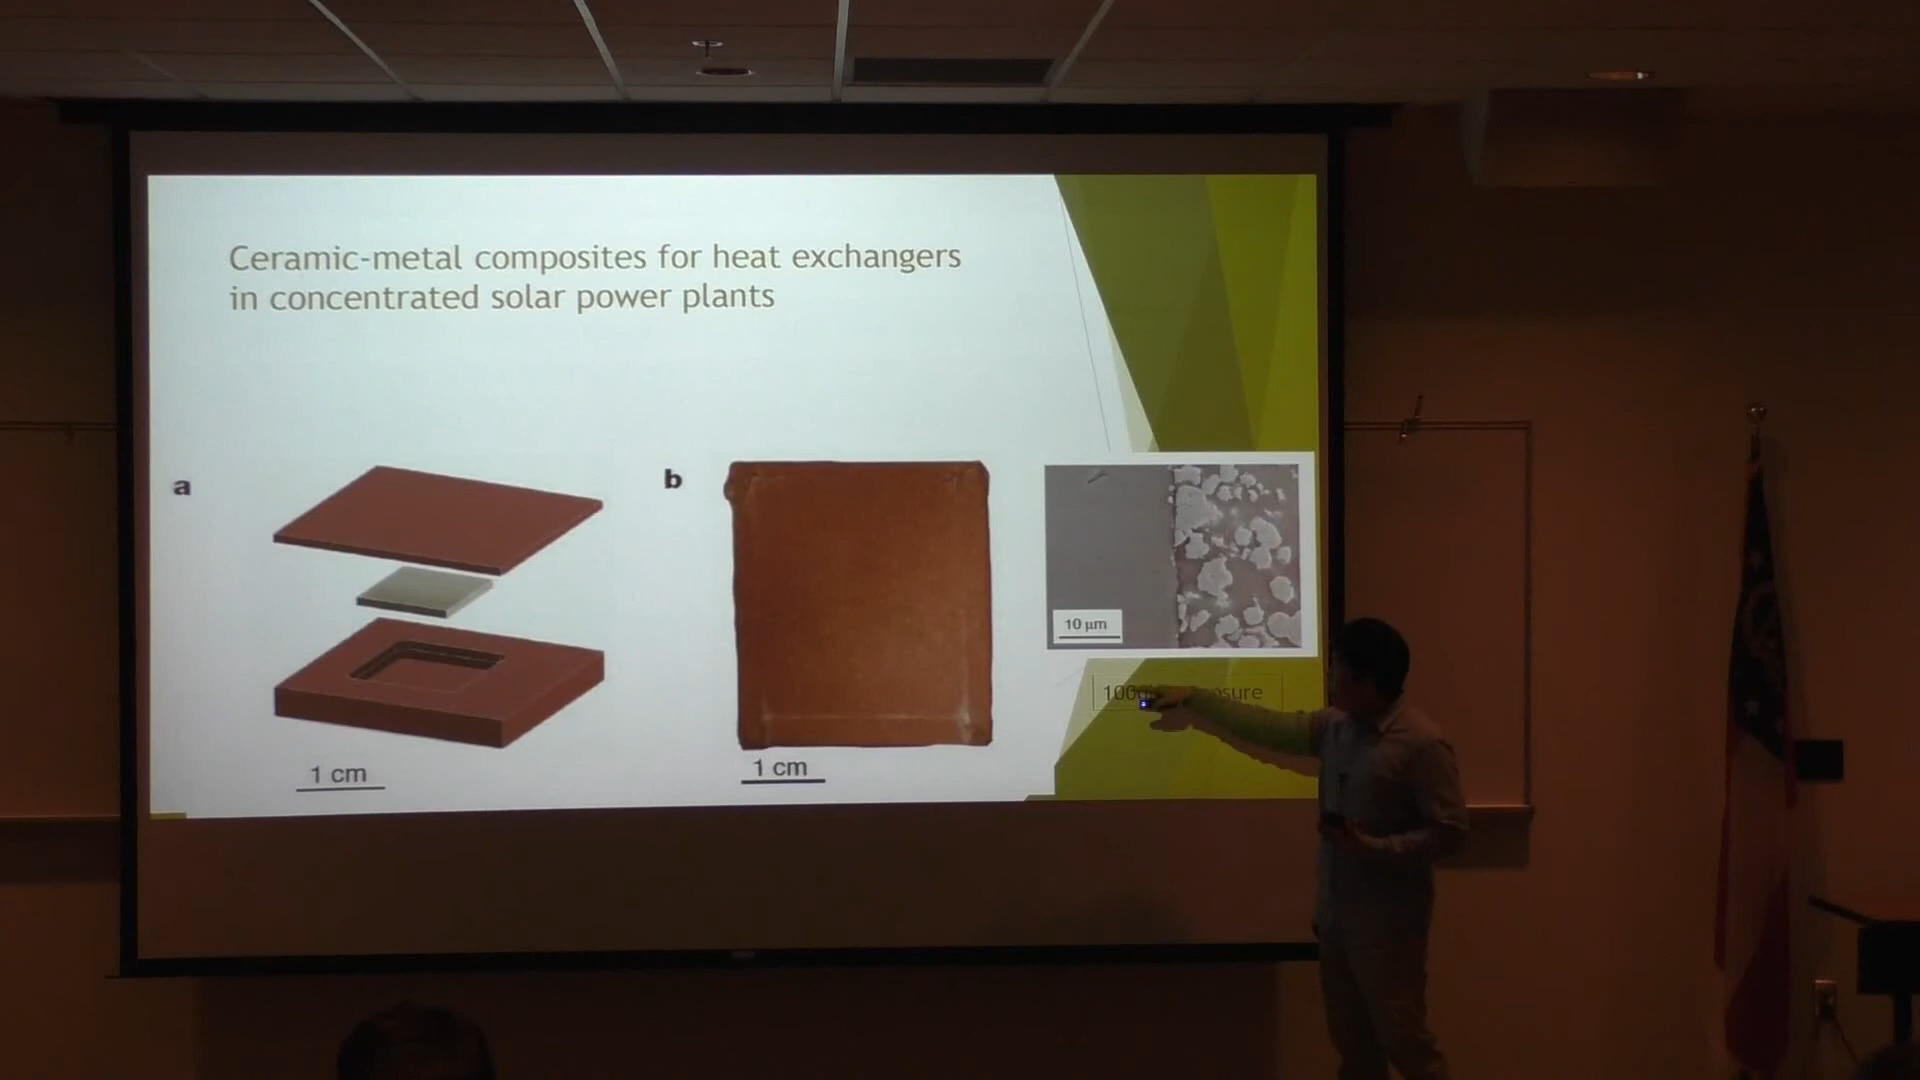 Ceramic-metal composites for heat exchangers
in concentrated solar power plants
a
b
10 µm
1 cm
1 cm